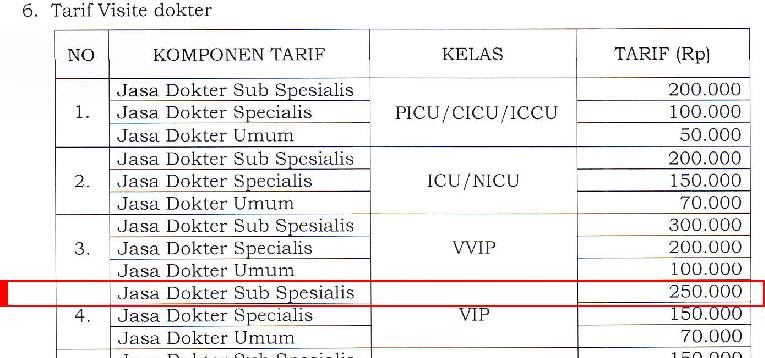 6. Tarif Visite dokter
NO KOMPONEN TARIF KELAS TARIF (Rp)
Jasa Dokter Sub Spesialis 200.000
1. Jasa Dokter Specialis PICU/CICU/ICCU 100.000
Jasa Dokter Umum 50.000
Jasa Dokter Sub Spesialis 200.000
2. Jasa Dokter Specialis ICU/NICU 150.000
Jasa Dokter Umum 70.000
Jasa Dokter Sub Spesialis 300.000
3. Jasa Dokter Specialis VVIP 200.000
Jasa Dokter Umum 100.000
Jasa Dokter Sub Spesialis 250.000
4. Jasa Dokter Specialis VIP 150.000
Jasa Dokter Umum 70.000